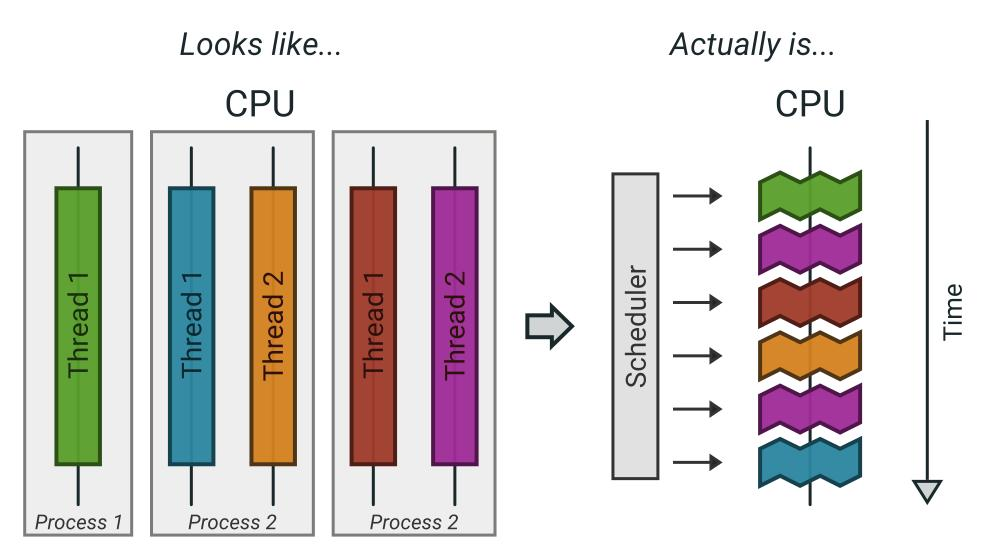 Looks like...
Actually is...
CPU
CPU
Thread 1
Thread 1
Thread 2
Thread 1
Thread 2
Scheduler
Time
Process 1
Process 2
Process 2